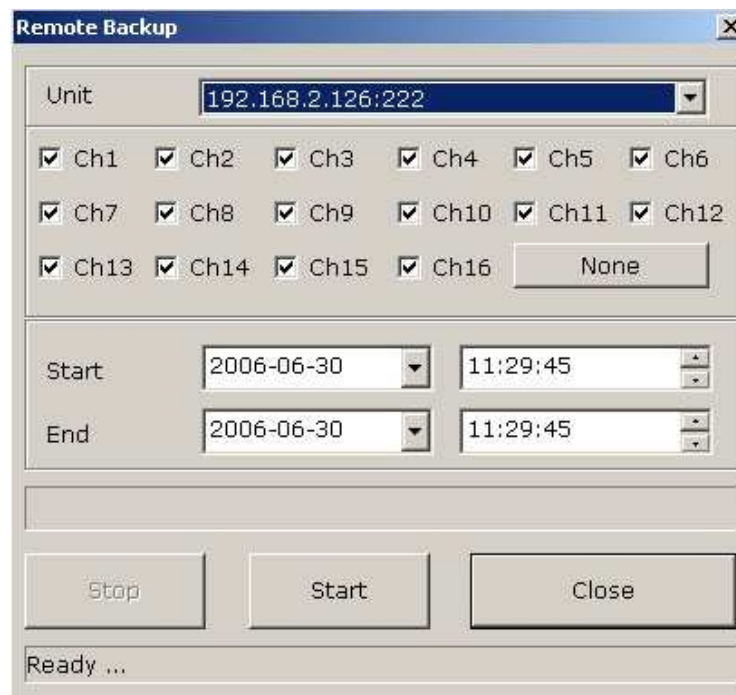 Remote Backup
Unit 192.168.2.126:222
Ch1 Ch2 Ch3 Ch4 Ch5 Ch6
Ch7 Ch8 Ch9 Ch10 Ch11 Ch12
Ch13 Ch14 Ch15 Ch16 None
Start 2006-06-30 11:29:45
End 2006-06-30 11:29:45
Stop Start Close
Ready ...